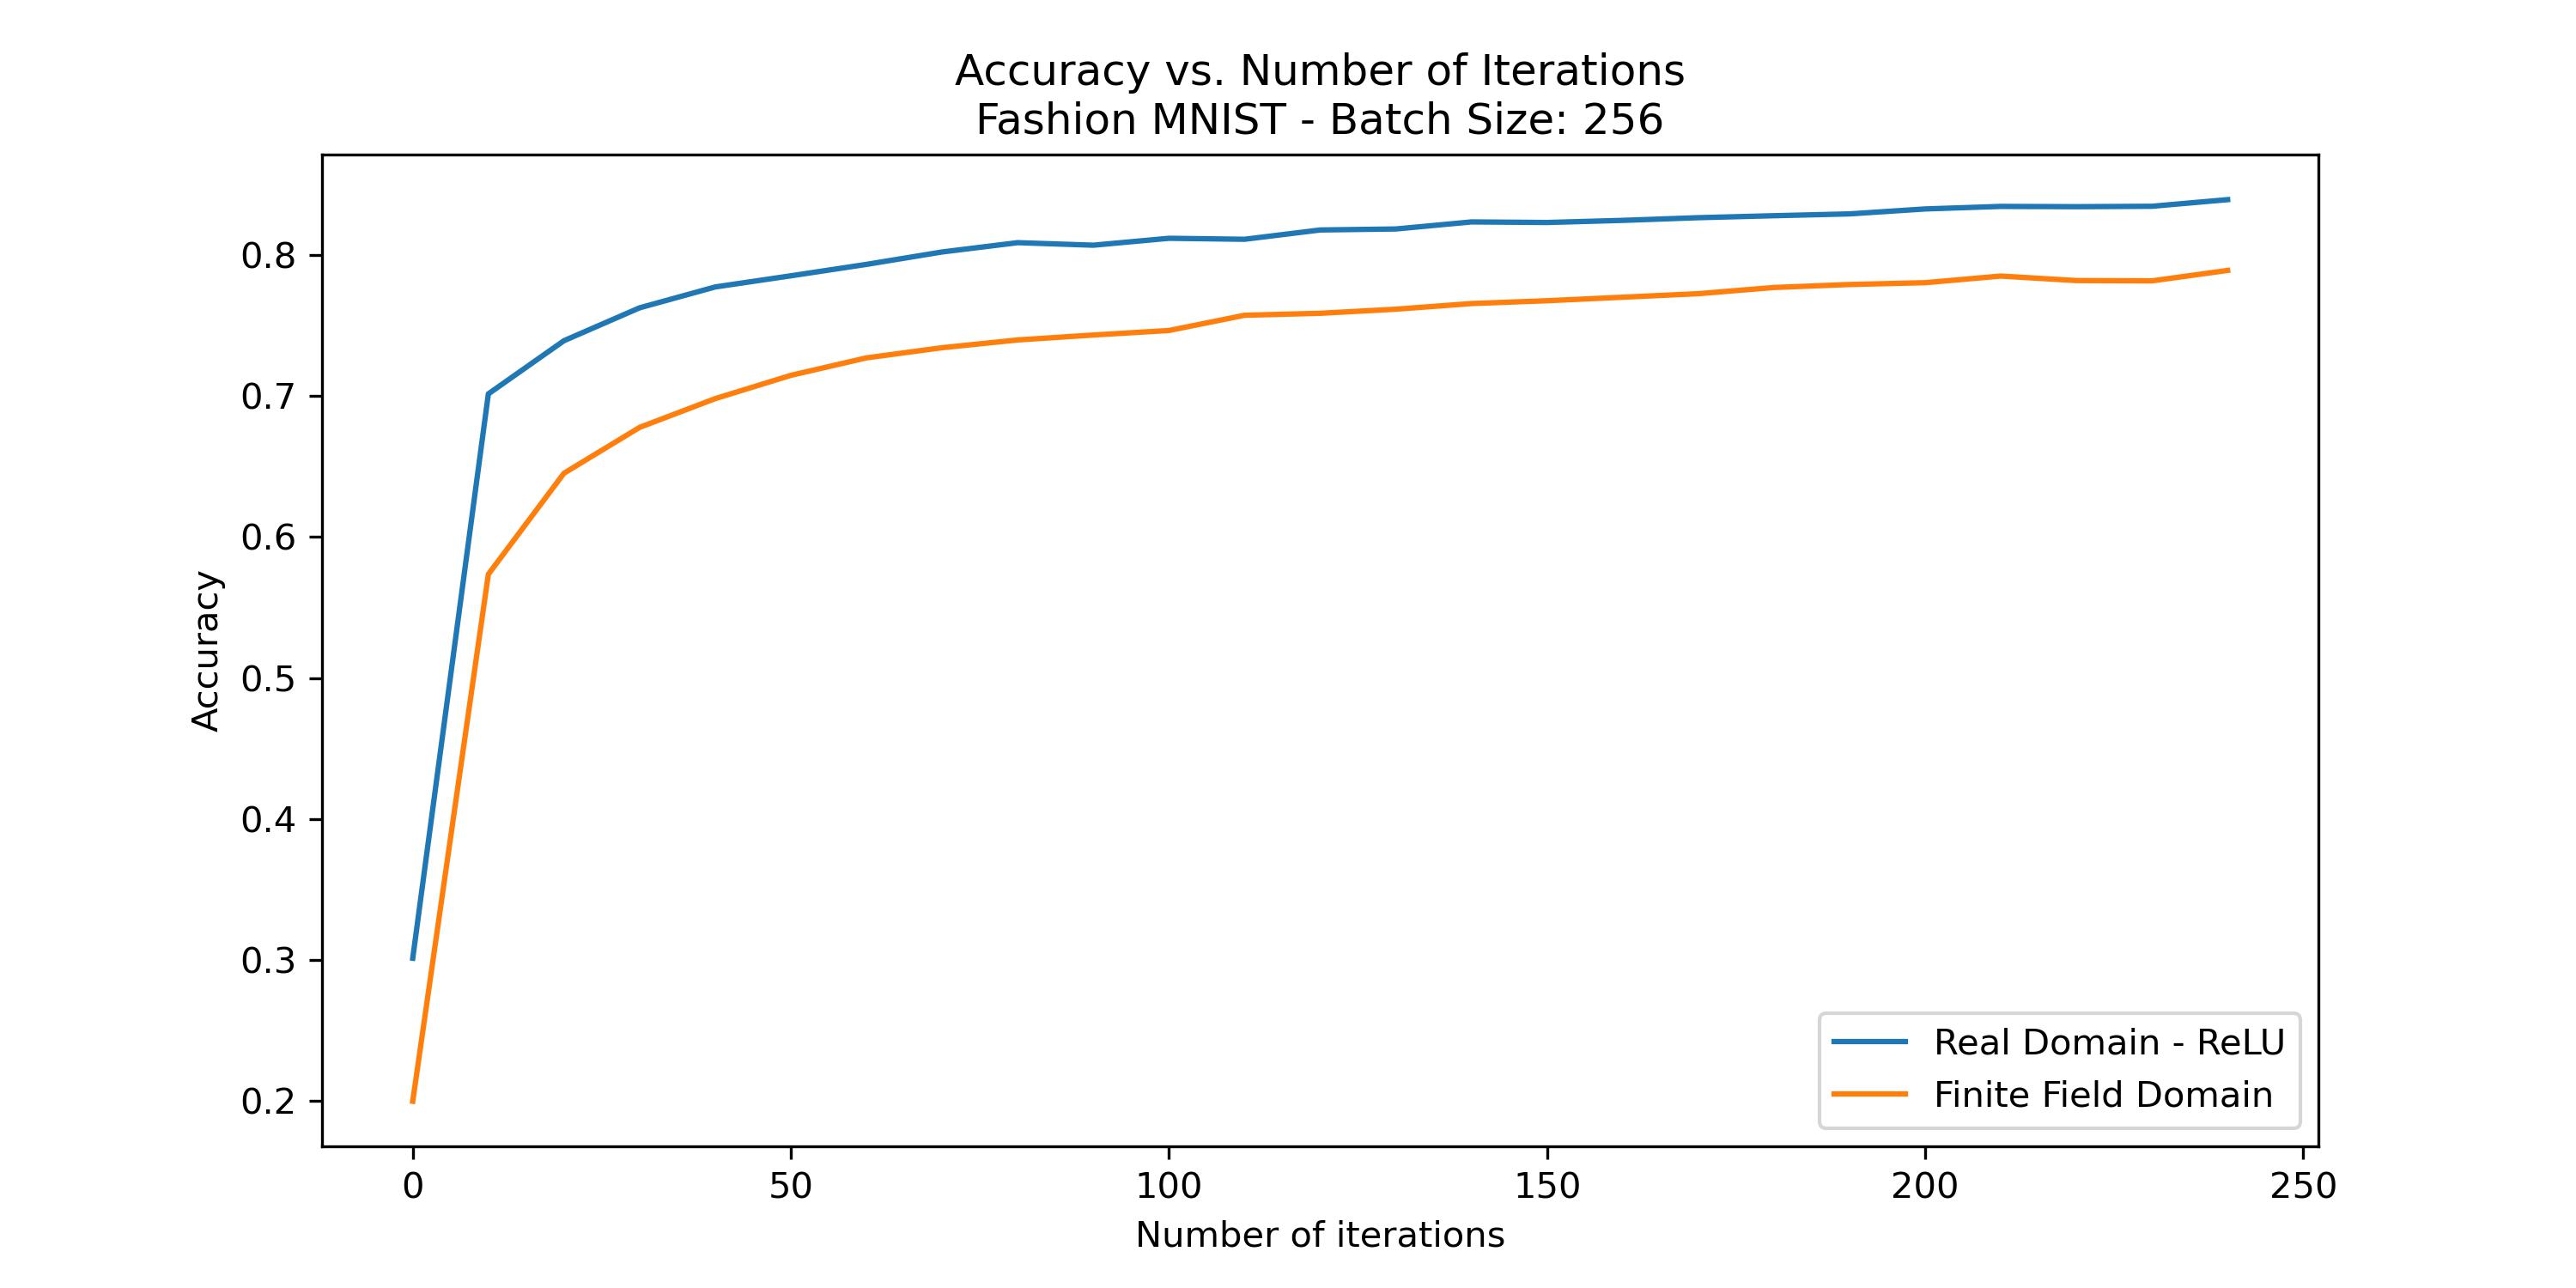 Accuracy vs. Number of Iterations
Fashion MNIST - Batch Size: 256
Accuracy
0.8
0.7
0.6
0.5
0.4
0.3
0.2
Real Domain - ReLU
Finite Field Domain
0 50 100 150 200 250
Number of iterations